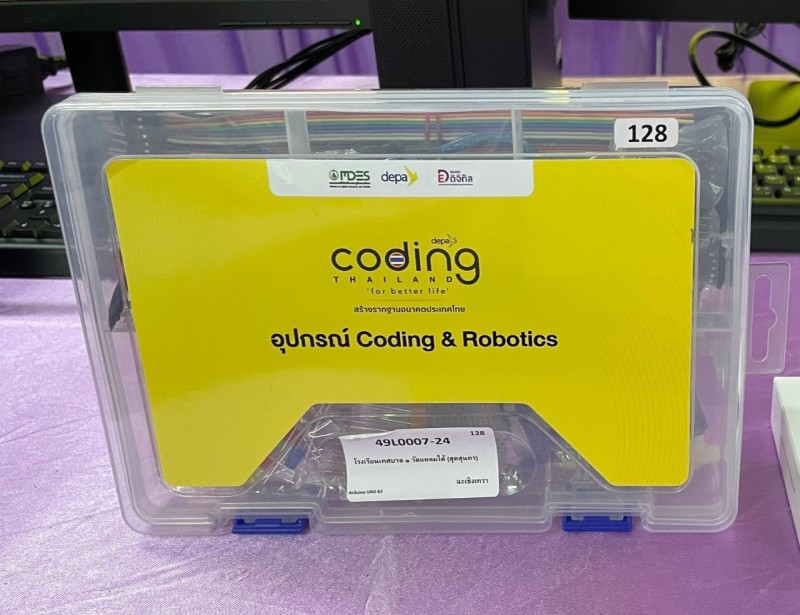 128
MDES
depa
ดิจิทัล
depa
coding
THAILAND
'for better life'
สร้างรากฐานอนาคตประเทศไทย
อุปกรณ์ Coding & Robotics
128
49L0007-24
โรงเรียนเทศบาล ๑ วัดแหลมใต้ (สุตสุนทร)
ฉะเชิงเทรา
Arduino UNO R3